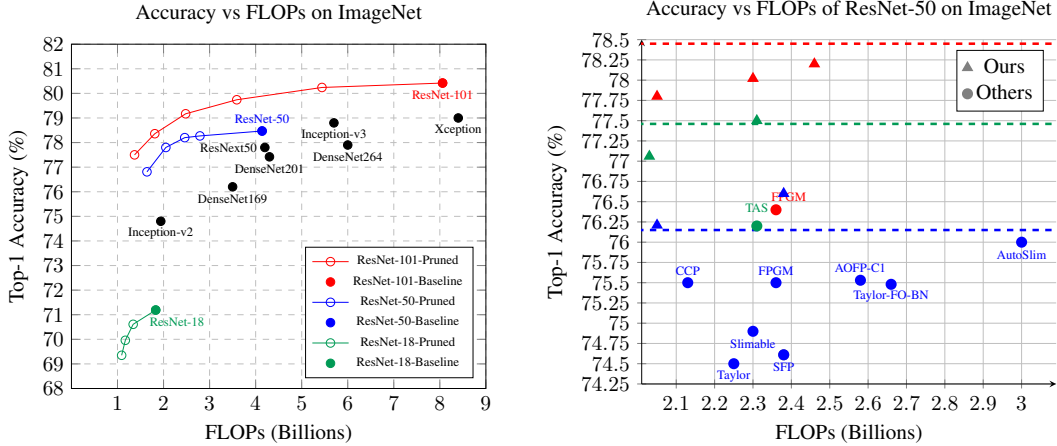 Accuracy vs FLOPs on ImageNet
Top-1 Accuracy (%)
82
81
80
79
78
77
76
75
74
73
72
71
70
69
68
ResNet-101
ResNet-50
Inception-v3
Xception
ResNext50
DenseNet264
DenseNet201
DenseNet169
Inception-v2
ResNet-18
ResNet-101-Pruned
ResNet-101-Baseline
ResNet-50-Pruned
ResNet-50-Baseline
ResNet-18-Pruned
ResNet-18-Baseline
1 2 3 4 5 6 7 8 9
FLOPs (Billions)
Accuracy vs FLOPs of ResNet-50 on ImageNet
Top-1 Accuracy (%)
78.5
78.25
78
77.75
77.5
77.25
77
76.75
76.5
76.25
76
75.75
75.5
75.25
75
74.75
74.5
74.25
Ours
Others
FPGM
TAS
AutoSlim
CCP
FPGM
AOFP-C1
Taylor-FO-BN
Slimable
SFP
Taylor
2.1 2.2 2.3 2.4 2.5 2.6 2.7 2.8 2.9 3
FLOPs (Billions)